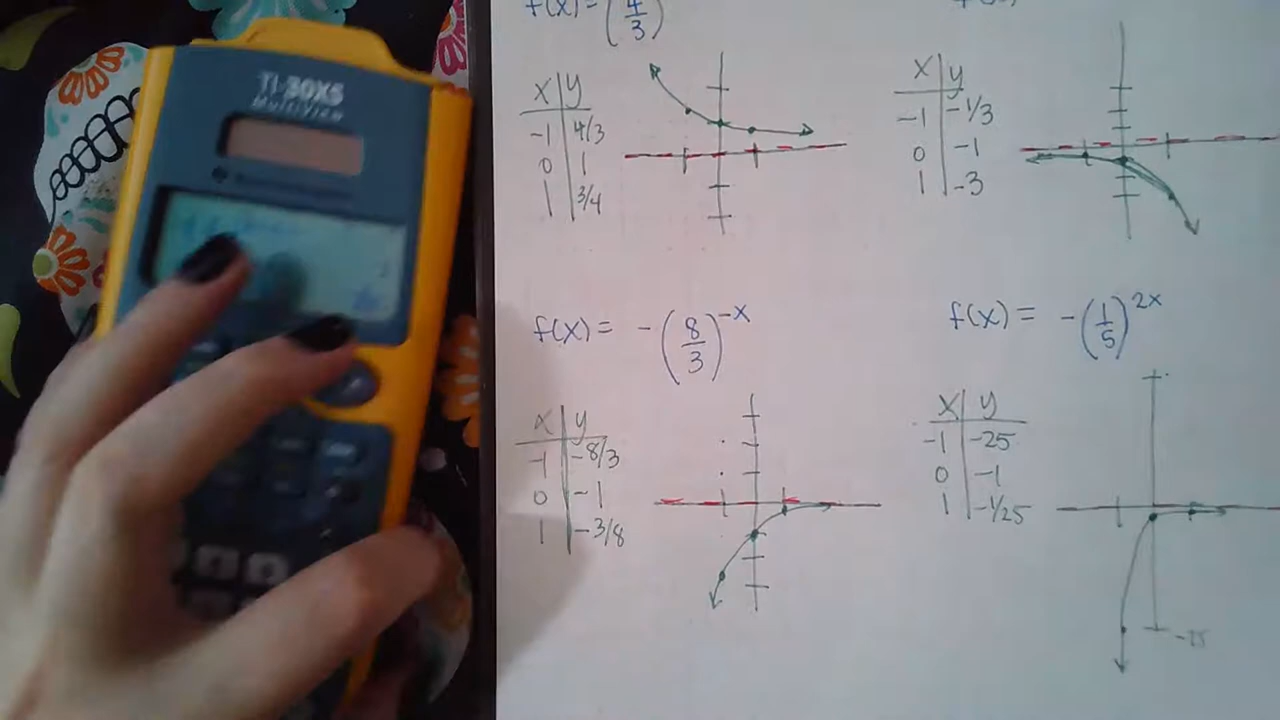 TI-30XS
MultiView
f(x)= (4/3)
x y
-1 4/3
0 1
1 3/4
x y
-1 -1/3
0 -1
1 -3
f(x)= -(8/3)^-x
x y
-1 -8/3
0 -1
1 -3/8
f(x)= -(1/5)^2x
x y
-1 -25
0 -1
1 -1/25
-25